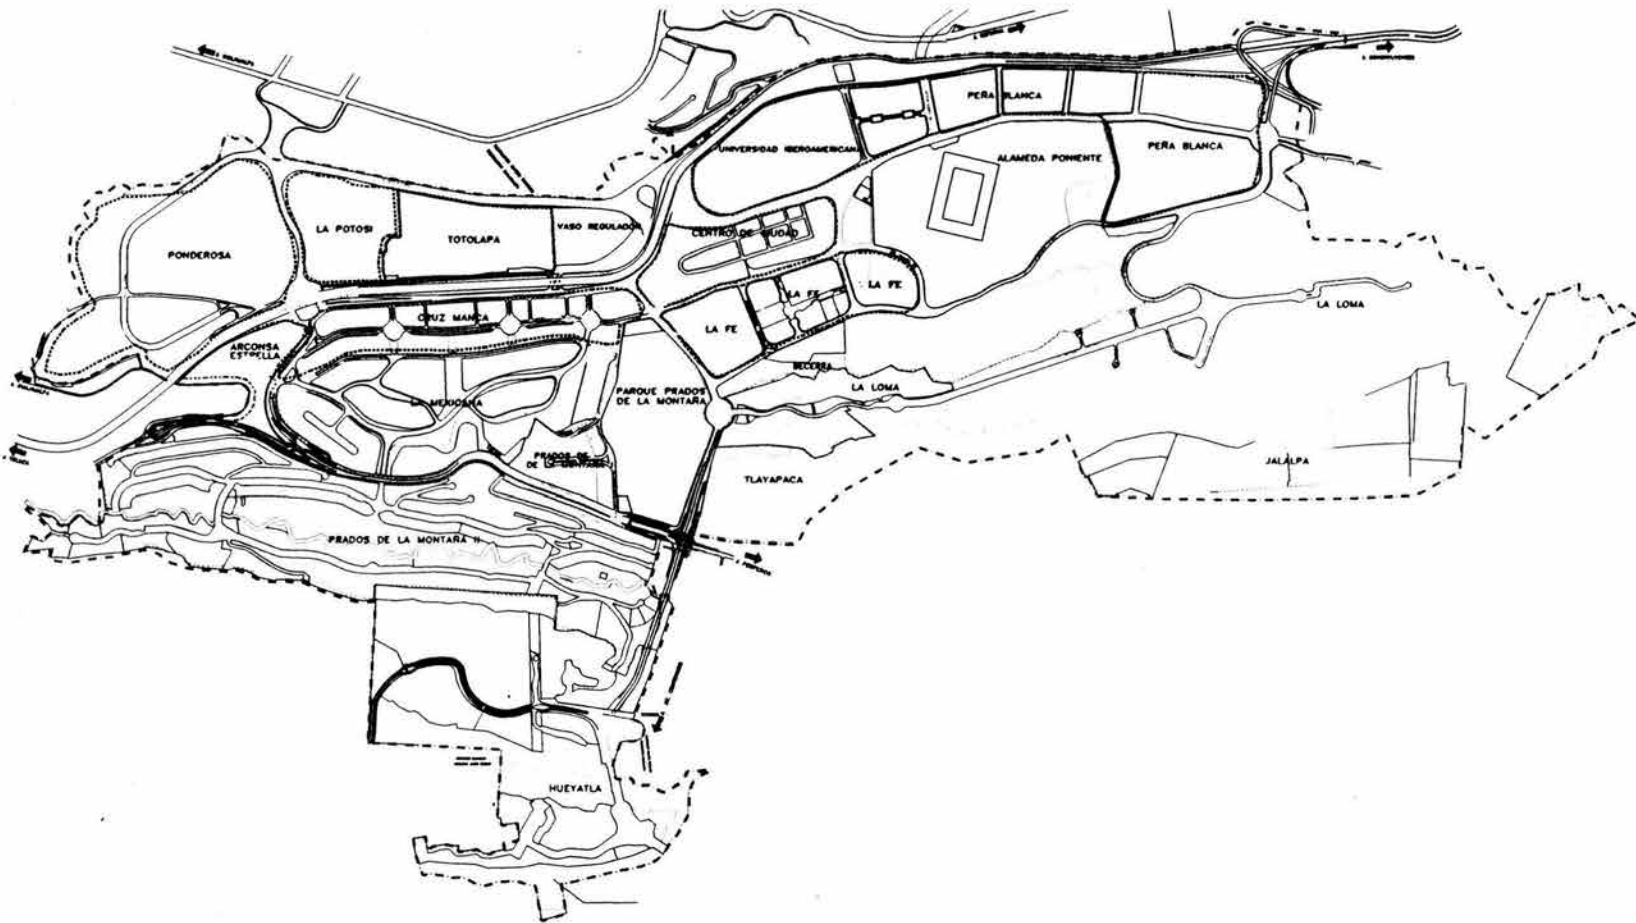 PEÑA BLANCA
UNIVERSIDAD IBEROAMERICANA
ALAMEDA PONIENTE
PEÑA BLANCA
LA POTOSI
TOTOLAPA
VASO REGULADOR
CENTRO DE CIUDAD
PONDEROSA
LA FE
LA FE
LA FE
LA LOMA
CRUZ MANCA
ARCONSA
ESTRELLA
BECERRA
LA LOMA
PARQUE PRADOS
DE LA MONTAÑA
LA MEXICANA
PRADOS DE
DE LA MONTAÑA
TLAYAPACA
JALALPA
PRADOS DE LA MONTAÑA II
HUEYATLA